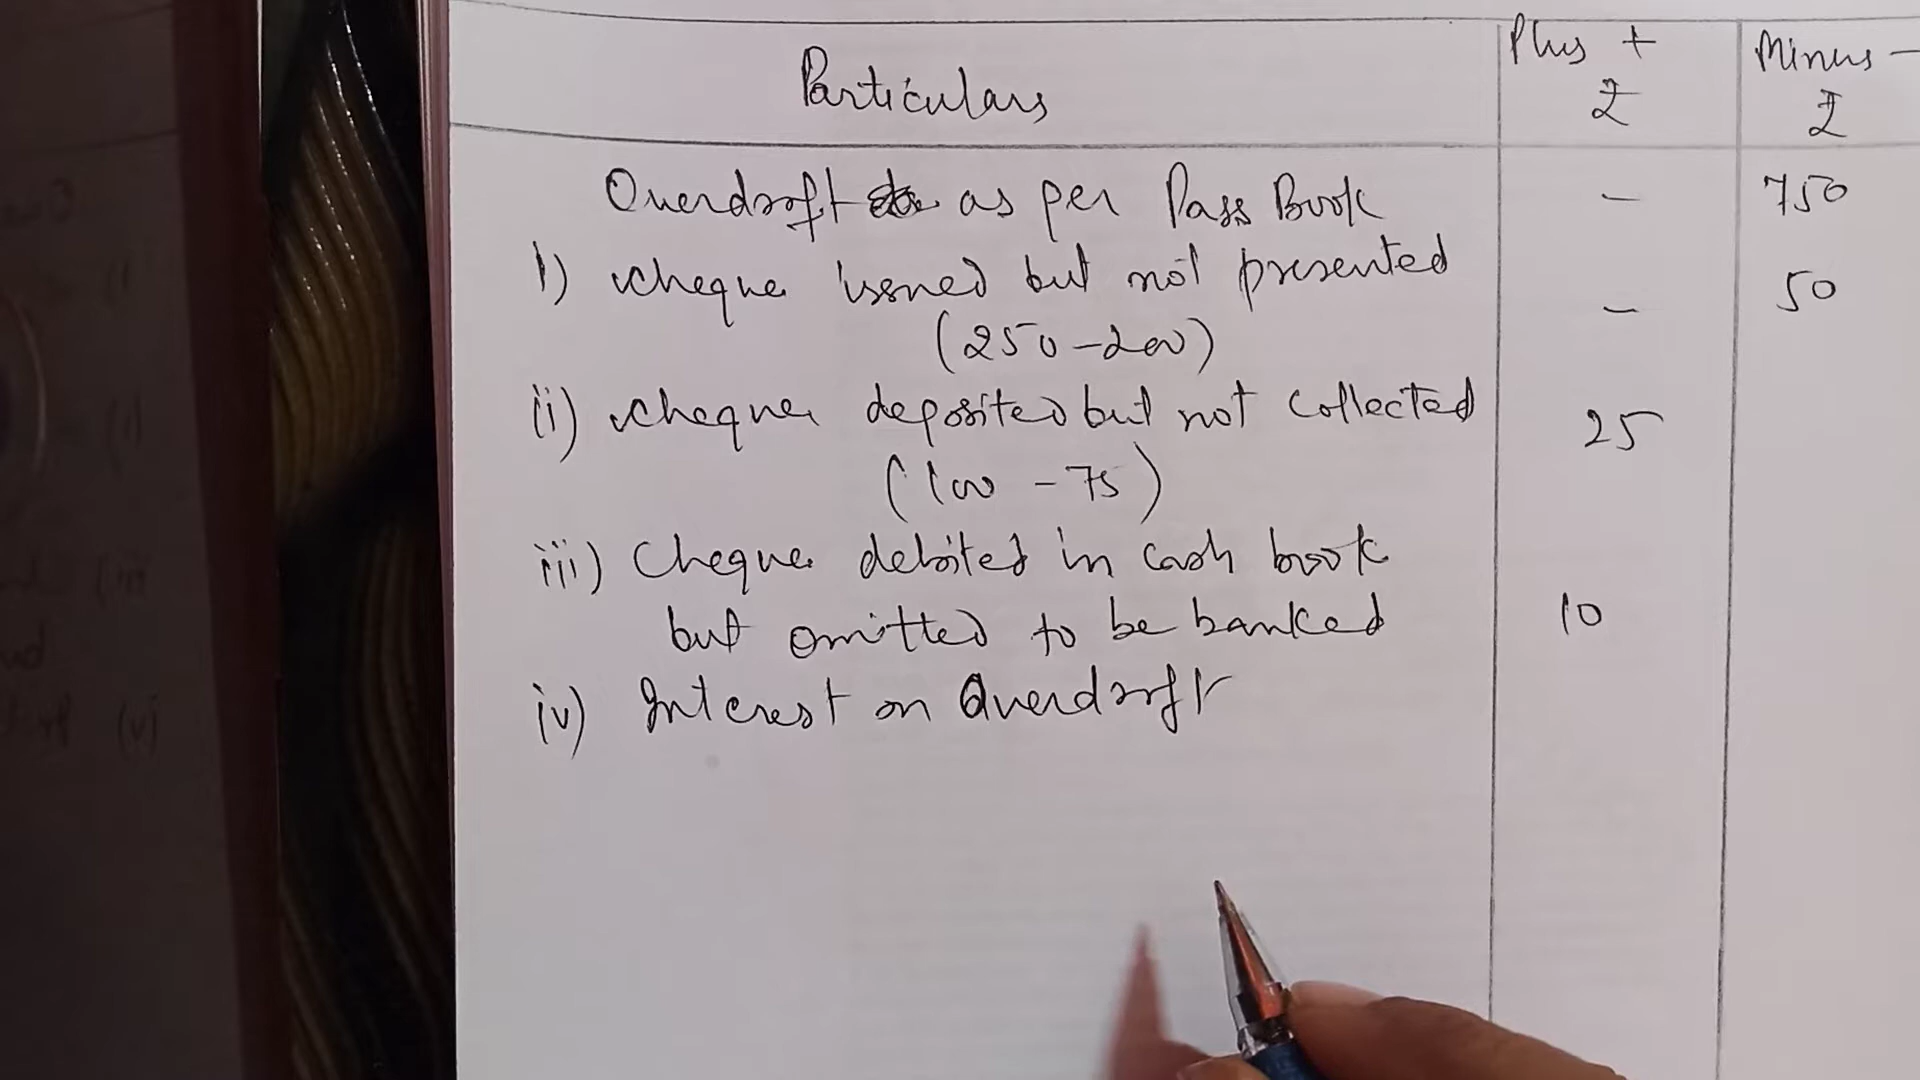 Particulars Plus + Minus -
₹ ₹
Overdraft as per Pass Book - 750
1) cheque issued but not presented - 50
(250-200)
(ii) cheque deposited but not collected 25
(100 - 75)
iii) Cheque debited in cash book
but omitted to be banked 10
iv) Interest on Overdraft